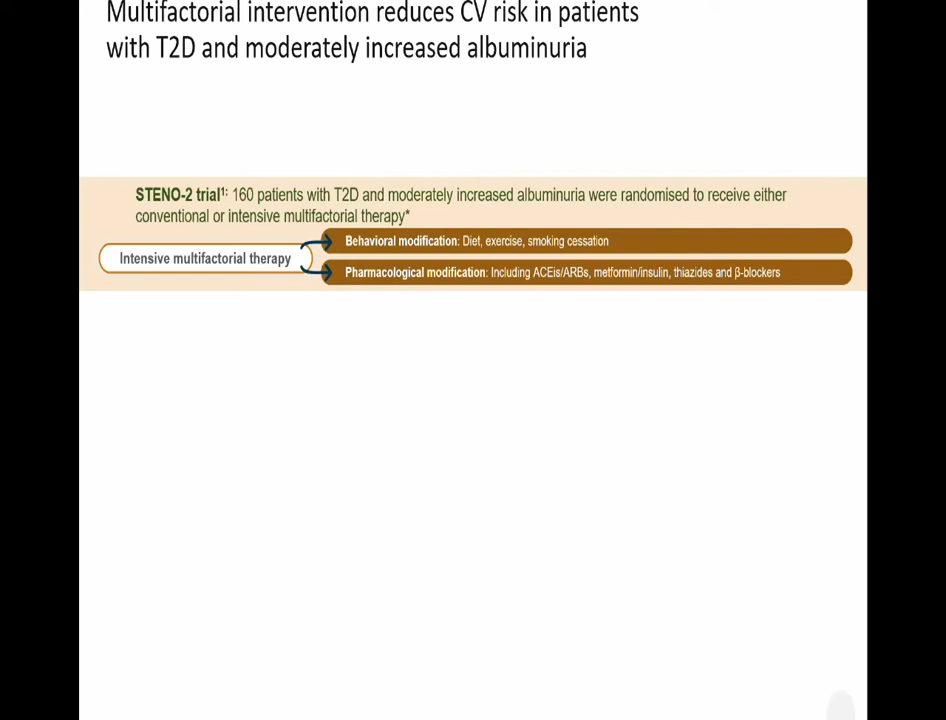 Multifactorial intervention reduces CV risk in patients
with T2D and moderately increased albuminuria
STENO-2 trial¹: 160 patients with T2D and moderately increased albuminuria were randomised to receive either
conventional or intensive multifactorial therapy*
Intensive multifactorial therapy
Behavioral modification: Diet, exercise, smoking cessation
Pharmacological modification: Including ACEis/ARBs, metformin/insulin, thiazides and β-blockers